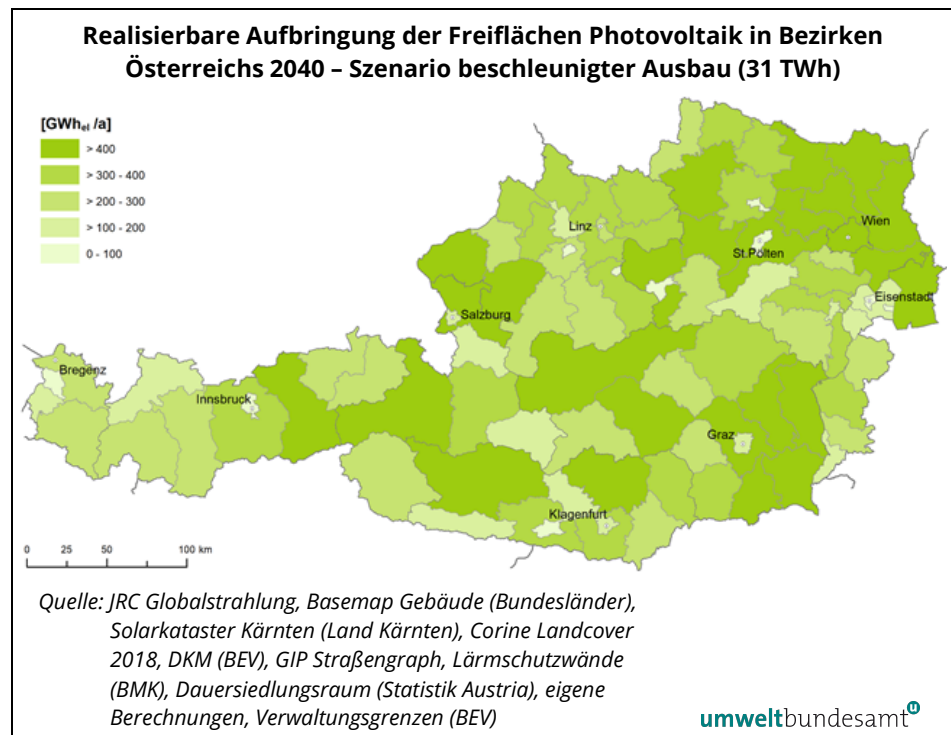 Realisierbare Aufbringung der Freiflächen Photovoltaik in Bezirken
Österreichs 2040 – Szenario beschleunigter Ausbau (31 TWh)
[GWhel /a]
> 400
> 300 - 400
> 200 - 300
> 100 - 200
0 - 100
Linz
Wien
St.Pölten
Eisenstadt
Salzburg
Bregenz
Innsbruck
Graz
Klagenfurt
0 25 50 100 km
Quelle: JRC Globalstrahlung, Basemap Gebäude (Bundesländer),
Solarkataster Kärnten (Land Kärnten), Corine Landcover
2018, DKM (BEV), GIP Straßengraph, Lärmschutzwände
(BMK), Dauersiedlungsraum (Statistik Austria), eigene
Berechnungen, Verwaltungsgrenzen (BEV)
umweltbundesamt u